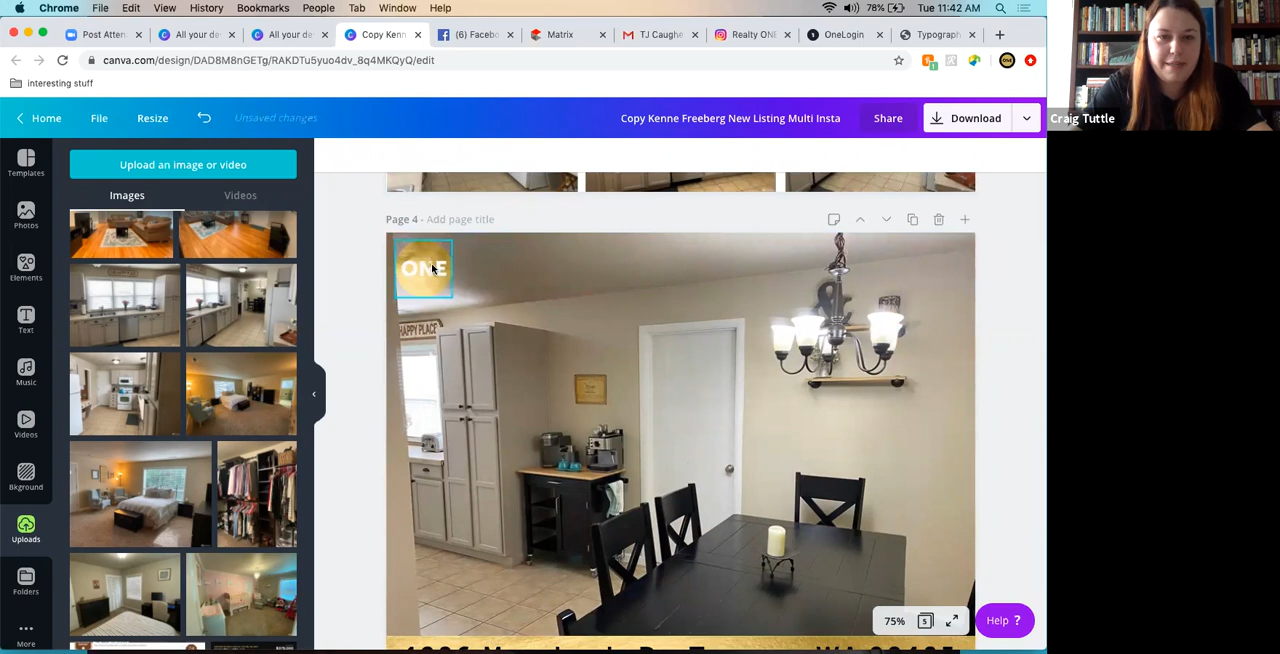 Chrome File Edit View History Bookmarks People Tab Window Help
78% Tue 11:42 AM
Post Atten
All your de
All your de
Copy Kenn
(6) Facebo
Matrix
TJ Caughe
Realty ONE
OneLogin
Typograph
canva.com/design/DAD8M8nGETg/RAKDTu5yuo4dv_8q4MKQyQ/edit
interesting stuff
Craig Tuttle
Home File Resize Unsaved changes Copy Kenne Freeberg New Listing Multi Insta Share Download
Templates
Photos
Elements
Text
Music
Videos
Bkground
Uploads
Folders
More
Upload an image or video
Images Videos
Page 4 - Add page title
ONE
HAPPY PLACE
75% 5 Help ?